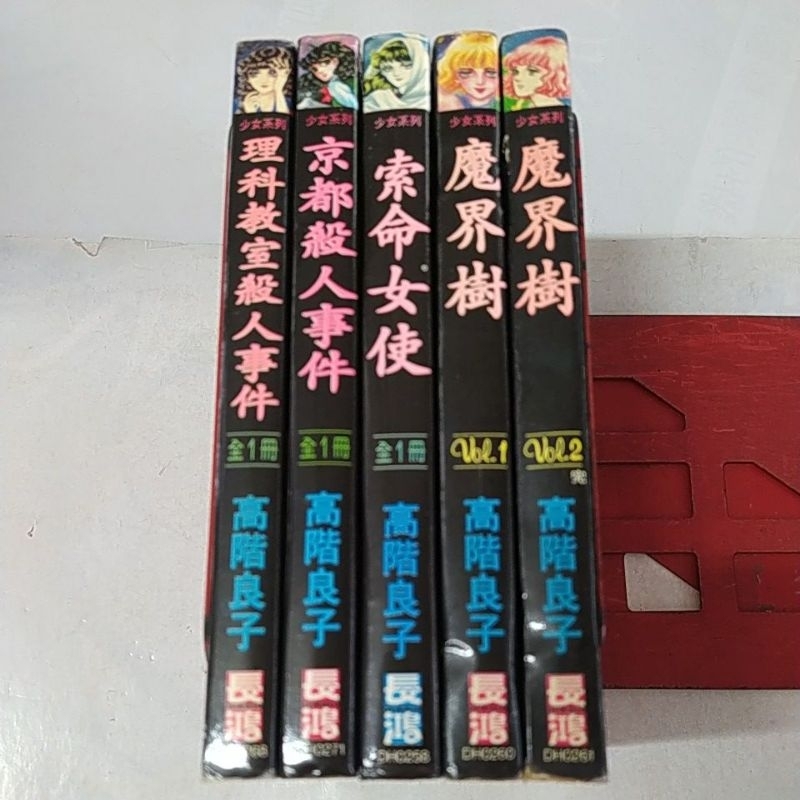 少女系列
理科教室殺人事件
全1冊
高階良子
長鴻
少女系列
京都殺人事件
全1冊
高階良子
長鴻
少女系列
索命女使
全1冊
高階良子
長鴻
少女系列
魔界樹
Vol.1
高階良子
長鴻
少女系列
魔界樹
Vol.2
完
高階良子
長鴻